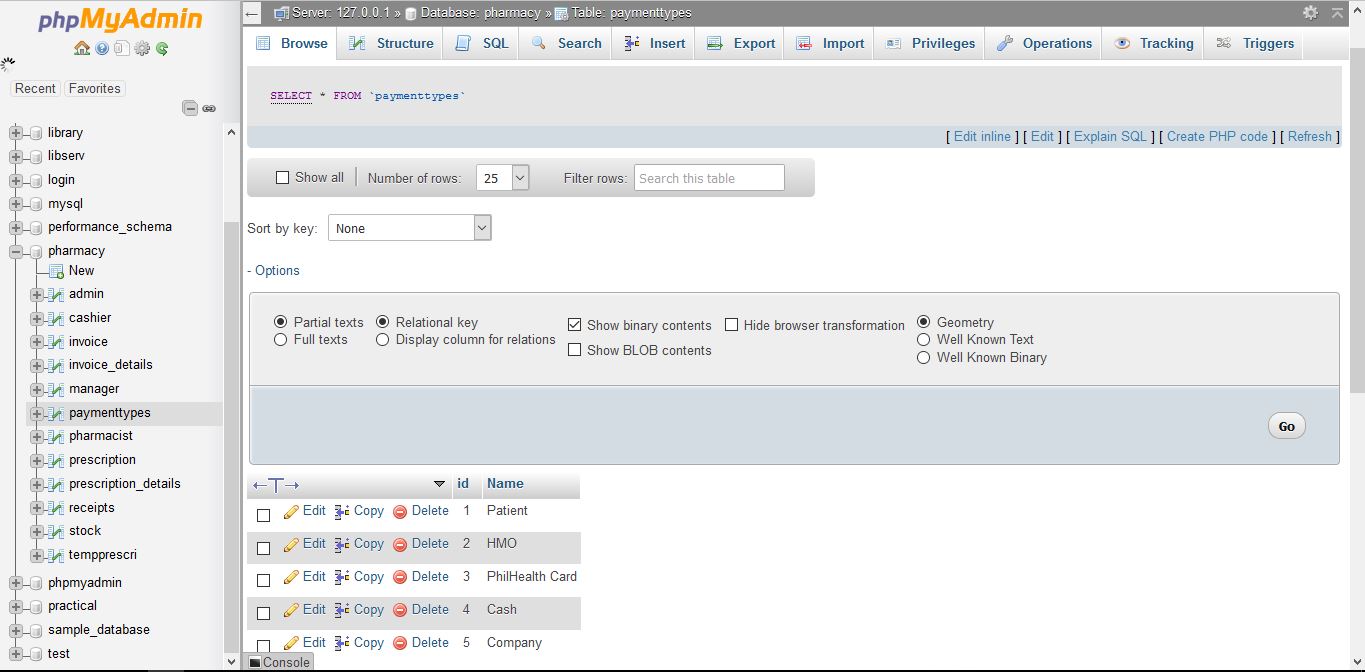 phpMyAdmin
Recent Favorites
library
libserv
login
mysql
performance_schema
pharmacy
New
admin
cashier
invoice
invoice_details
manager
paymenttypes
pharmacist
prescription
prescription_details
receipts
stock
tempprescri
phpmyadmin
practical
sample_database
test
Server: 127.0.0.1 » Database: pharmacy » Table: paymenttypes
Browse Structure SQL Search Insert Export Import Privileges Operations Tracking Triggers
SELECT * FROM `paymenttypes`
[ Edit inline ] [ Edit ] [ Explain SQL ] [ Create PHP code ] [ Refresh ]
Show all Number of rows: 25 Filter rows: Search this table
Sort by key: None
- Options
Partial texts Relational key Show binary contents Hide browser transformation Geometry
Full texts Display column for relations Show BLOB contents Well Known Text
Well Known Binary
Go
←T→ id Name
Edit Copy Delete 1 Patient
Edit Copy Delete 2 HMO
Edit Copy Delete 3 PhilHealth Card
Edit Copy Delete 4 Cash
Edit Copy Delete 5 Company
Console